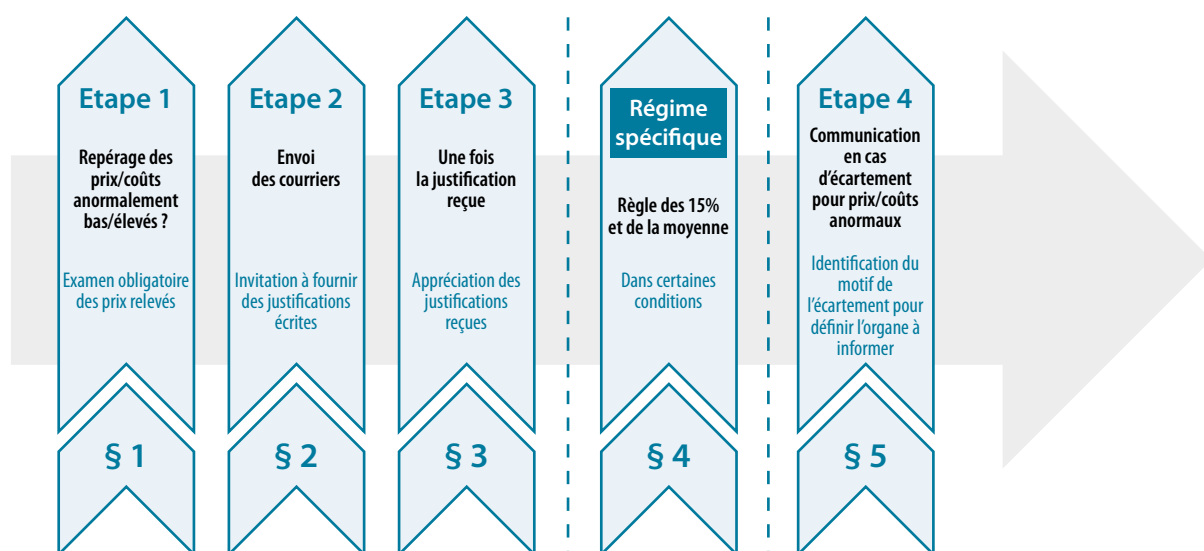 Etape 1
Repérage des
prix/coûts
anormalement
bas/élevés ?
Examen obligatoire
des prix relevés
§ 1
Etape 2
Envoi
des courriers
Invitation à fournir
des justifications
écrites
§ 2
Etape 3
Une fois
la justification
reçue
Appréciation des
justifications
reçues
§ 3
Régime
spécifique
Règle des 15%
et de la moyenne
Dans certaines
conditions
§ 4
Etape 4
Communication
en cas
d'écartement
pour prix/coûts
anormaux
Identification du
motif de
l'écartement pour
définir l'organe à
informer
§ 5